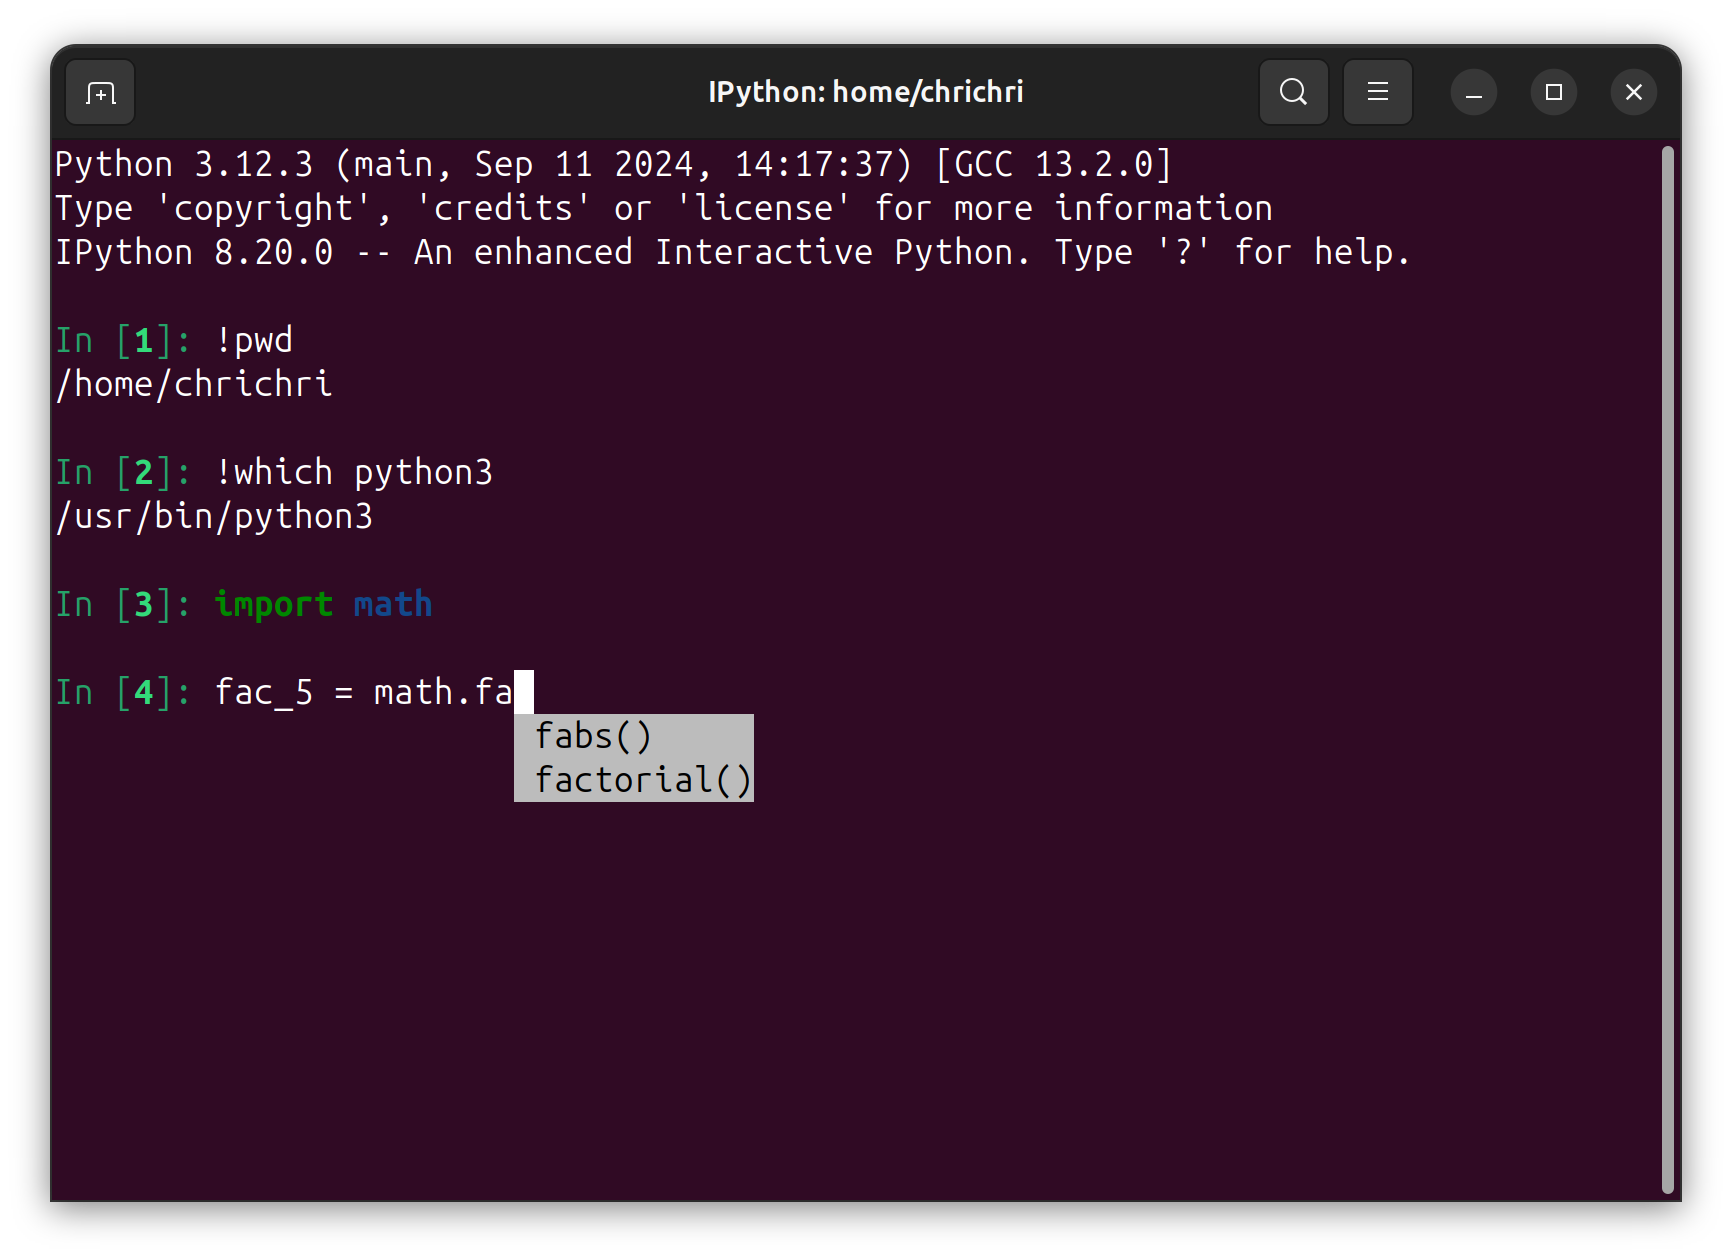 IPython: home/chrichri
Python 3.12.3 (main, Sep 11 2024, 14:17:37) [GCC 13.2.0]
Type 'copyright', 'credits' or 'license' for more information
IPython 8.20.0 -- An enhanced Interactive Python. Type '?' for help.
In [1]: !pwd
/home/chrichri
In [2]: !which python3
/usr/bin/python3
In [3]: import math
In [4]: fac_5 = math.fa
fabs()
factorial()